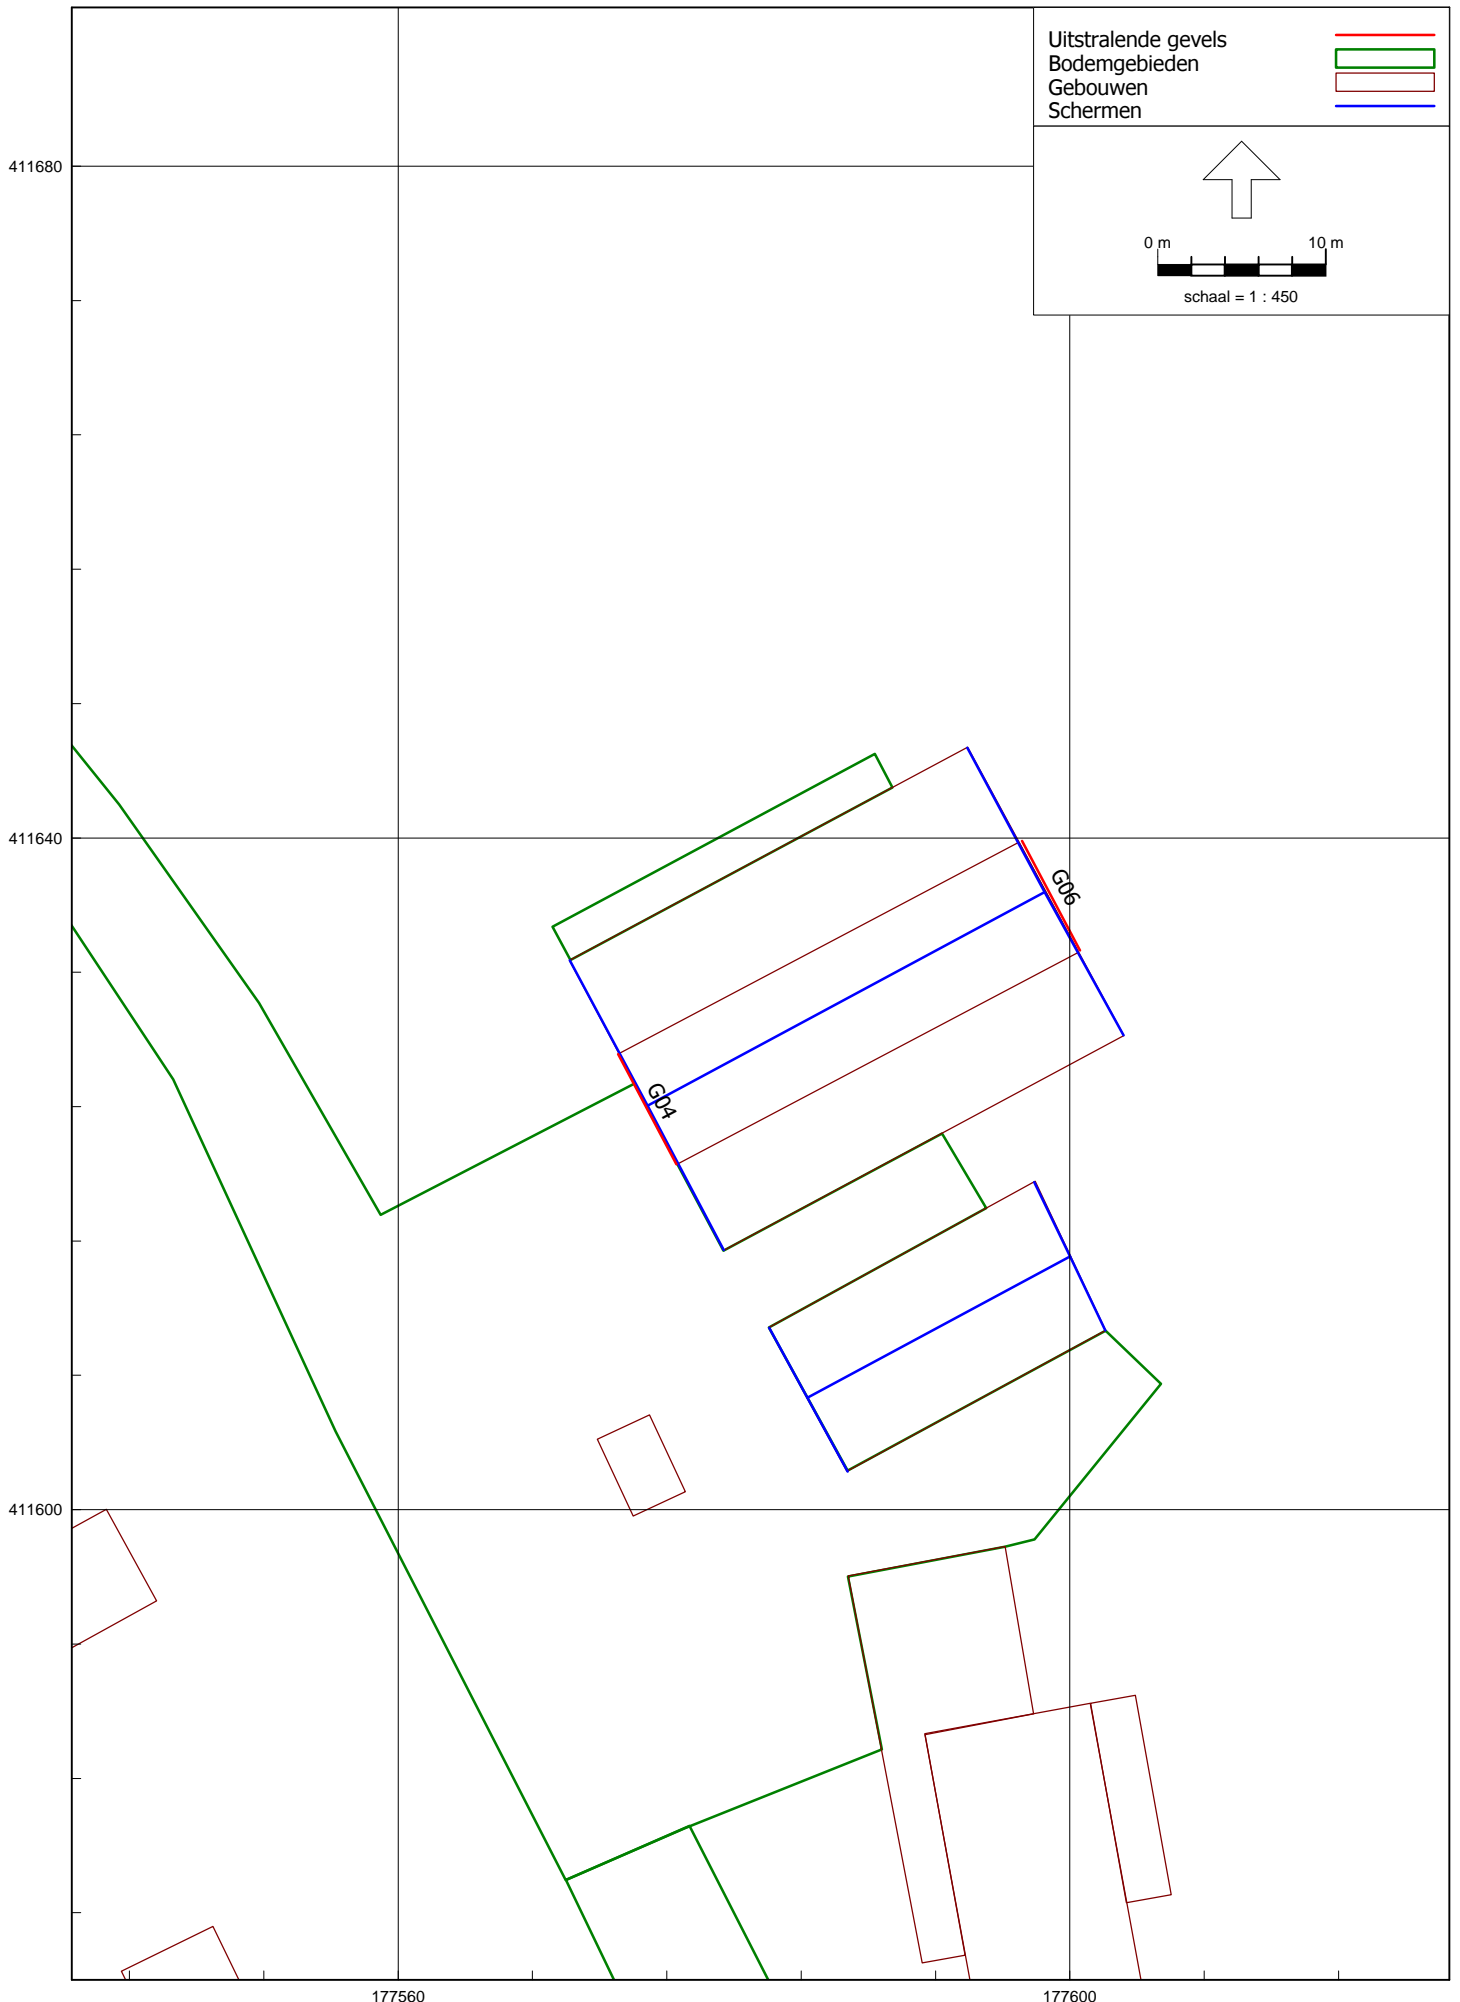 Uitstralende gevels
Bodemgebieden
Gebouwen
Schermen
411680
0 m 10 m
schaal = 1 : 450
411640
G06
G04
411600
177560 177600